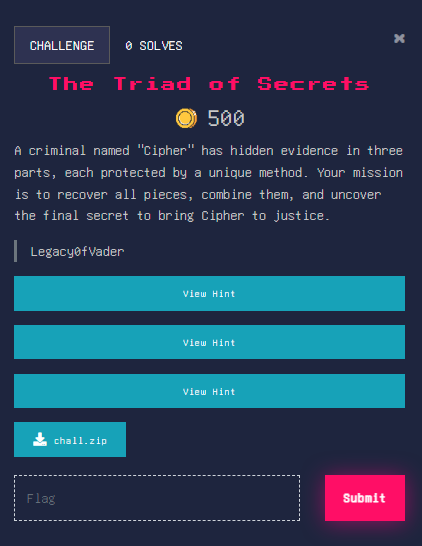 CHALLENGE 0 SOLVES
The Triad of Secrets
500
A criminal named "Cipher" has hidden evidence in three
parts, each protected by a unique method. Your mission
is to recover all pieces, combine them, and uncover
the final secret to bring Cipher to justice.
Legacy0fVader
View Hint
View Hint
View Hint
chall.zip
Flag
Submit